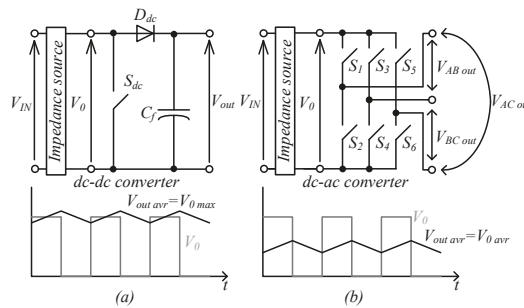 D_dc
V_IN
Impedance source
V_0
S_dc
C_f
V_out
dc-dc converter
V_out avr=V_0 max
V_0
t
(a)
V_IN
Impedance source
V_0
S_1
S_3
S_5
S_2
S_4
S_6
V_AB out
V_BC out
V_AC out
dc-ac converter
V_0
V_out avr=V_0 avr
t
(b)